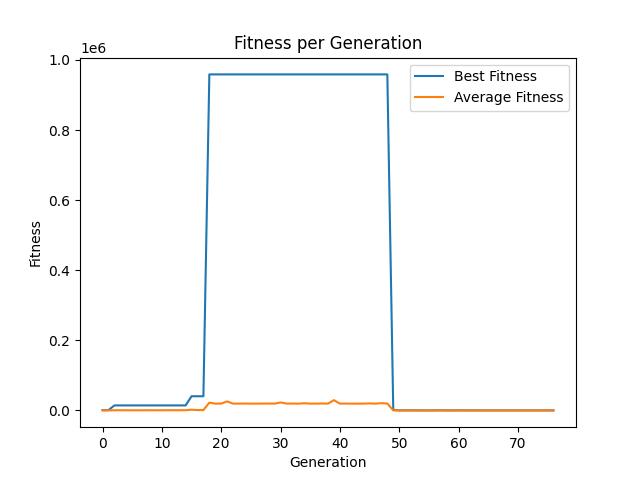 Fitness per Generation
1e6
Best Fitness
Average Fitness
1.0
0.8
0.6
0.4
0.2
0.0
Fitness
0 10 20 30 40 50 60 70
Generation